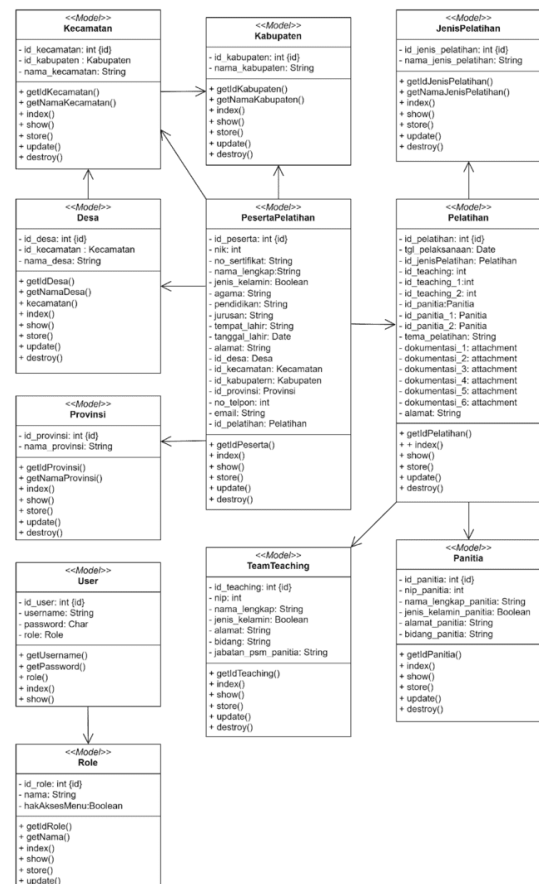 <<Model>>
Kecamatan
- id_kecamatan: int {id}
- id_kabupaten : Kabupaten
- nama_kecamatan: String
+ getIdKecamatan()
+ getNamaKecamatan()
+ index()
+ show()
+ store()
+ update()
+ destroy()
<<Model>>
Kabupaten
- id_kabupaten: int {id}
- nama_kabupaten: String
+ getIdKabupaten()
+ getNamaKabupaten()
+ index()
+ show()
+ store()
+ update()
+ destroy()
<<Model>>
JenisPelatihan
- id_jenis_pelatihan: int {id}
- nama_jenis_pelatihan: String
+ getIdJenisPelatihan()
+ getNamaJenisPelatihan()
+ index()
+ show()
+ store()
+ update()
+ destroy()
<<Model>>
Desa
- id_desa: int {id}
- id_kecamatan : Kecamatan
- nama_desa: String
+ getIdDesa()
+ getNamaDesa()
+ kecamatan()
+ index()
+ show()
+ store()
+ update()
+ destroy()
<<Model>>
PesertaPelatihan
- id_peserta: int {id}
- nik: int
- no_sertifikat: String
- nama_lengkap:String
- jenis_kelamin: Boolean
- agama: String
- pendidikan: String
- jurusan: String
- tempat_lahir: String
- tanggal_lahir: Date
- alamat: String
- id_desa: Desa
- id_kecamatan: Kecamatan
- id_kabupatern: Kabupaten
- id_provinsi: Provinsi
- no_telpon: int
- email: String
- id_pelatihan: Pelatihan
+ getIdPeserta()
+ index()
+ show()
+ store()
+ update()
+ destroy()
<<Model>>
Pelatihan
- id_pelatihan: int {id}
- tgl_pelaksanaan: Date
- id_jenisPelatihan: Pelatihan
- id_teaching: int
- id_teaching_1:int
- id_teaching_2: int
- id_panitia:Panitia
- id_panitia_1: Panitia
- id_panitia_2: Panitia
- tema_pelatihan: String
- dokumentasi_1: attachment
- dokumentasi_2: attachment
- dokumentasi_3: attachment
- dokumentasi_4: attachment
- dokumentasi_5: attachment
- dokumentasi_6: attachment
- alamat: String
+ getIdPelatihan()
+ + index()
+ show()
+ store()
+ update()
+ destroy()
<<Model>>
Provinsi
- id_provinsi: int {id}
- nama_provinsi: String
+ getIdProvinsi()
+ getNamaProvinsi()
+ index()
+ show()
+ store()
+ update()
+ destroy()
<<Model>>
User
- id_user: int {id}
- username: String
- password: Char
- role: Role
+ getUsername()
+ getPassword()
+ role()
+ index()
+ show()
<<Model>>
TeamTeaching
- id_teaching: int {id}
- nip: int
- nama_lengkap: String
- jenis_kelamin: Boolean
- alamat: String
- bidang: String
- jabatan_psm_panitia: String
+ getIdTeaching()
+ index()
+ show()
+ store()
+ update()
+ destroy()
<<Model>>
Panitia
- id_panitia: int {id}
- nip_panitia: int
- nama_lengkap_panitia: String
- jenis_kelamin_panitia: Boolean
- alamat_panitia: String
- bidang_panitia: String
+ getIdPanitia()
+ index()
+ show()
+ store()
+ update()
+ destroy()
<<Model>>
Role
- id_role: int {id}
- nama: String
- hakAksesMenu:Boolean
+ getIdRole()
+ getNama()
+ index()
+ show()
+ store()
+ update()